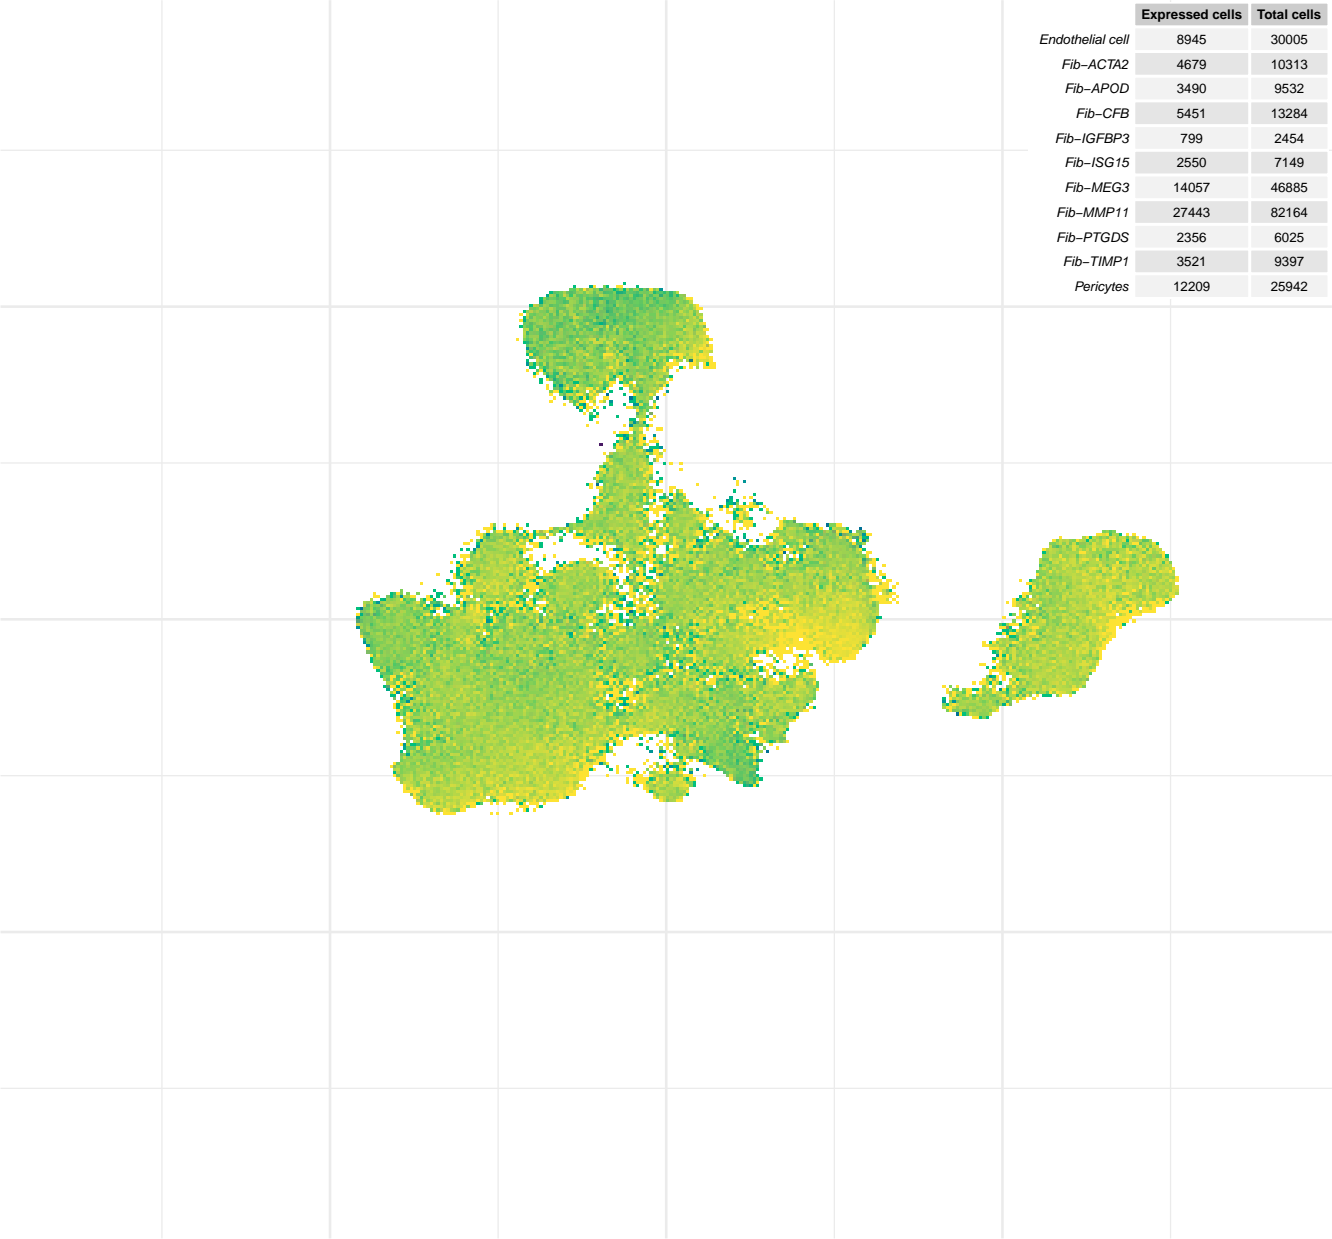 Expressed cells Total cells
Endothelial cell 8945 30005
Fib−ACTA2 4679 10313
Fib−APOD 3490 9532
Fib−CFB 5451 13284
Fib−IGFBP3 799 2454
Fib−ISG15 2550 7149
Fib−MEG3 14057 46885
Fib−MMP11 27443 82164
Fib−PTGDS 2356 6025
Fib−TIMP1 3521 9397
Pericytes 12209 25942